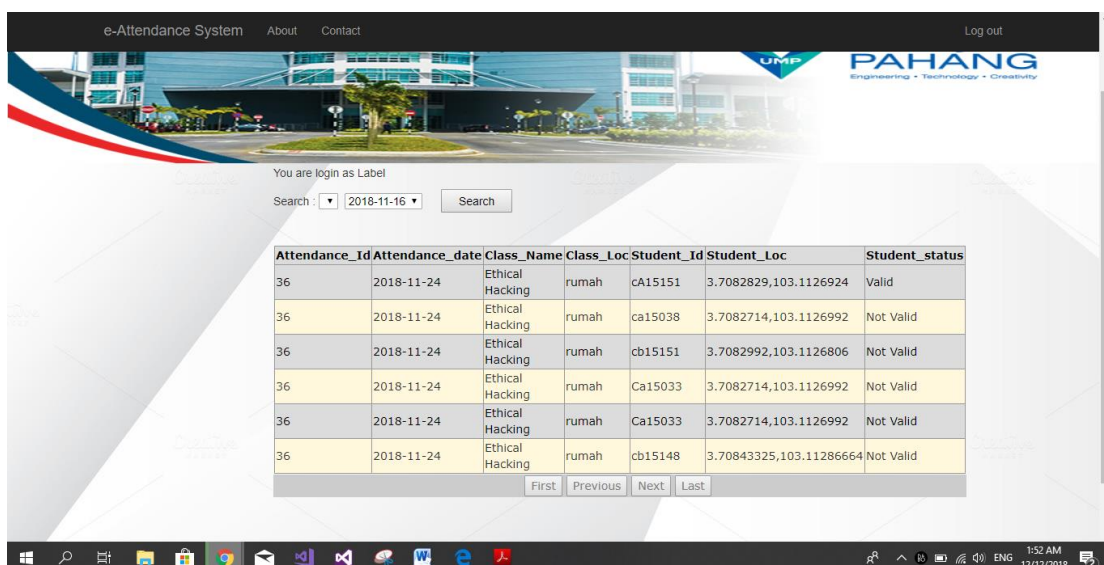 e-Attendance System About Contact Log out
UMP PAHANG
Engineering • Technology • Creativity
You are login as Label
Search : 2018-11-16 Search
Attendance_Id Attendance_date Class_Name Class_Loc Student_Id Student_Loc Student_status
36 2018-11-24 Ethical Hacking rumah cA15151 3.7082829,103.1126924 Valid
36 2018-11-24 Ethical Hacking rumah ca15038 3.7082714,103.1126992 Not Valid
36 2018-11-24 Ethical Hacking rumah cb15151 3.7082992,103.1126806 Not Valid
36 2018-11-24 Ethical Hacking rumah Ca15033 3.7082714,103.1126992 Not Valid
36 2018-11-24 Ethical Hacking rumah Ca15033 3.7082714,103.1126992 Not Valid
36 2018-11-24 Ethical Hacking rumah cb15148 3.70843325,103.11286664 Not Valid
First Previous Next Last
ENG 1:52 AM
12/12/2018